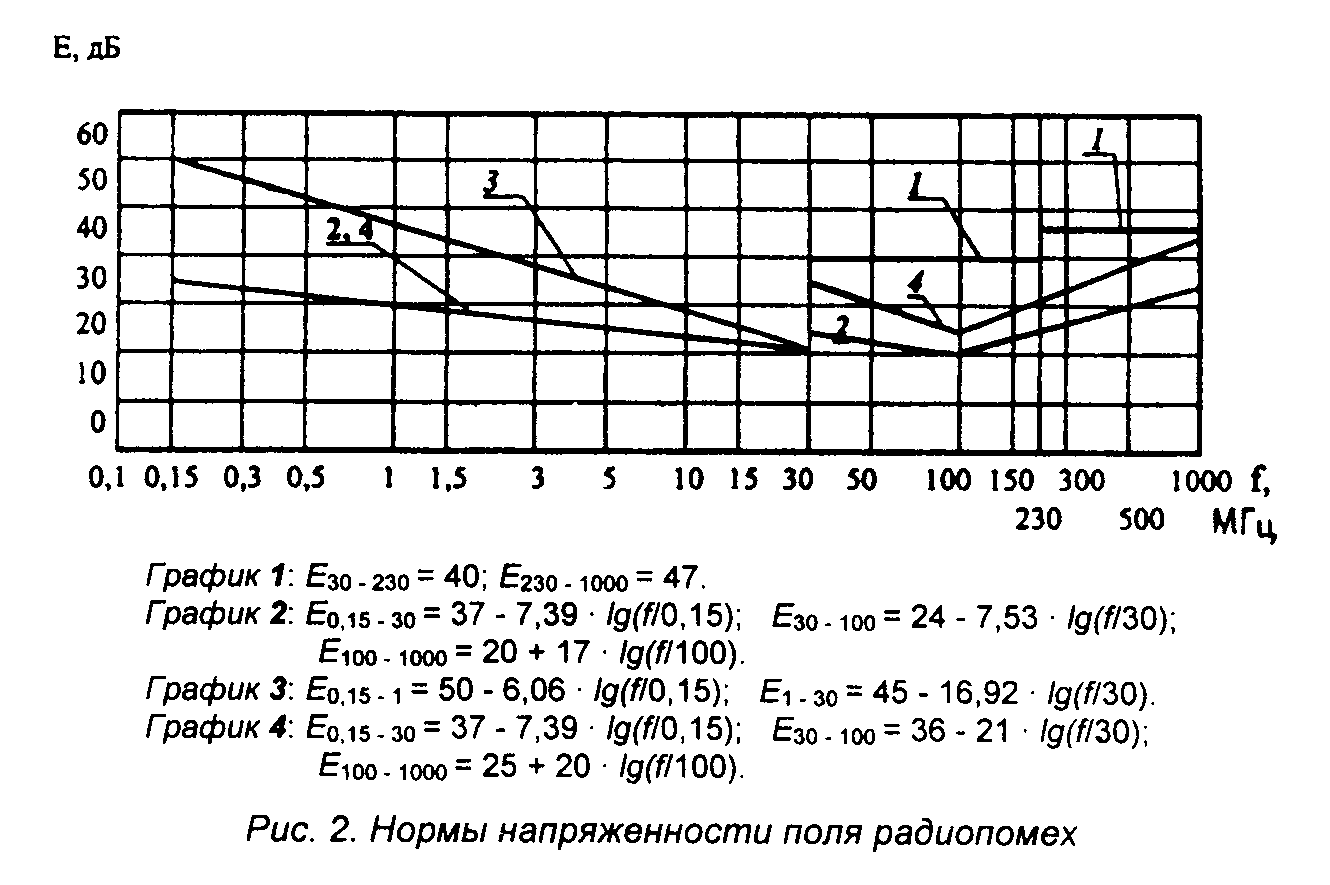 E, дБ
60
50
40
30
20
10
0
3
2, 4
1
1
4
2
0,1 0,15 0,3 0,5 1 1,5 3 5 10 15 30 50 100 150 300 1000 f,
230 500 МГц
График 1: E30 - 230 = 40; E230 - 1000 = 47.
График 2: E0,15 - 30 = 37 - 7,39 · lg(f/0,15); E30 - 100 = 24 - 7,53 · lg(f/30);
E100 - 1000 = 20 + 17 · lg(f/100).
График 3: E0,15 - 1 = 50 - 6,06 · lg(f/0,15); E1 - 30 = 45 - 16,92 · lg(f/30).
График 4: E0,15 - 30 = 37 - 7,39 · lg(f/0,15); E30 - 100 = 36 - 21 · lg(f/30);
E100 - 1000 = 25 + 20 · lg(f/100).
Рис. 2. Нормы напряженности поля радиопомех